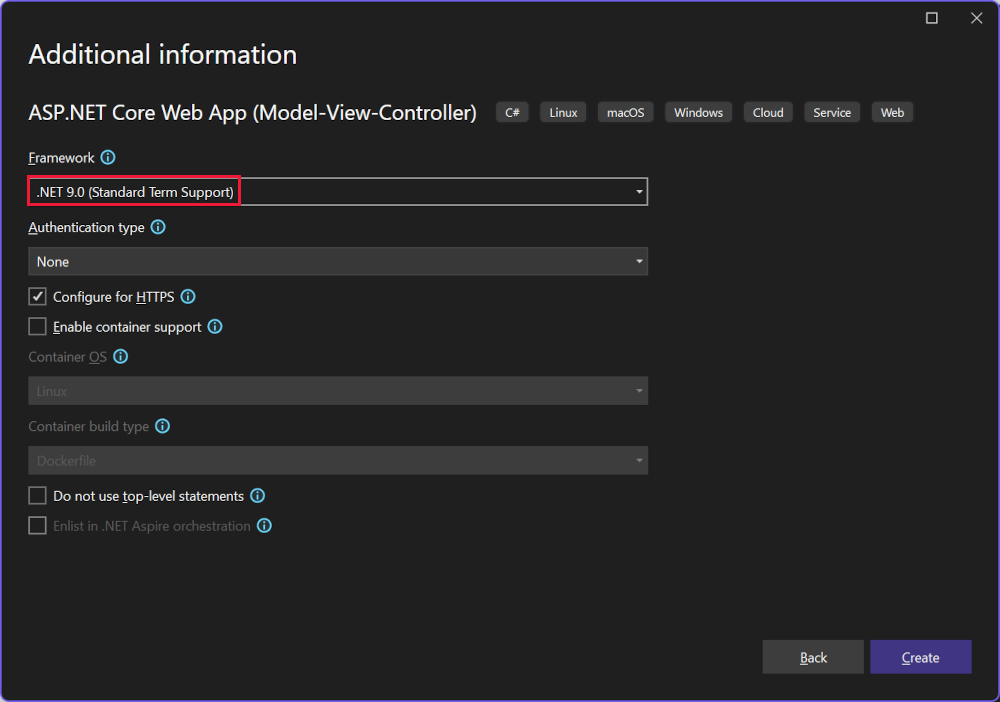 Additional information
ASP.NET Core Web App (Model-View-Controller) C# Linux macOS Windows Cloud Service Web
Framework
.NET 9.0 (Standard Term Support)
Authentication type
None
Configure for HTTPS
Enable container support
Container OS
Linux
Container build type
Dockerfile
Do not use top-level statements
Enlist in .NET Aspire orchestration
Back Create